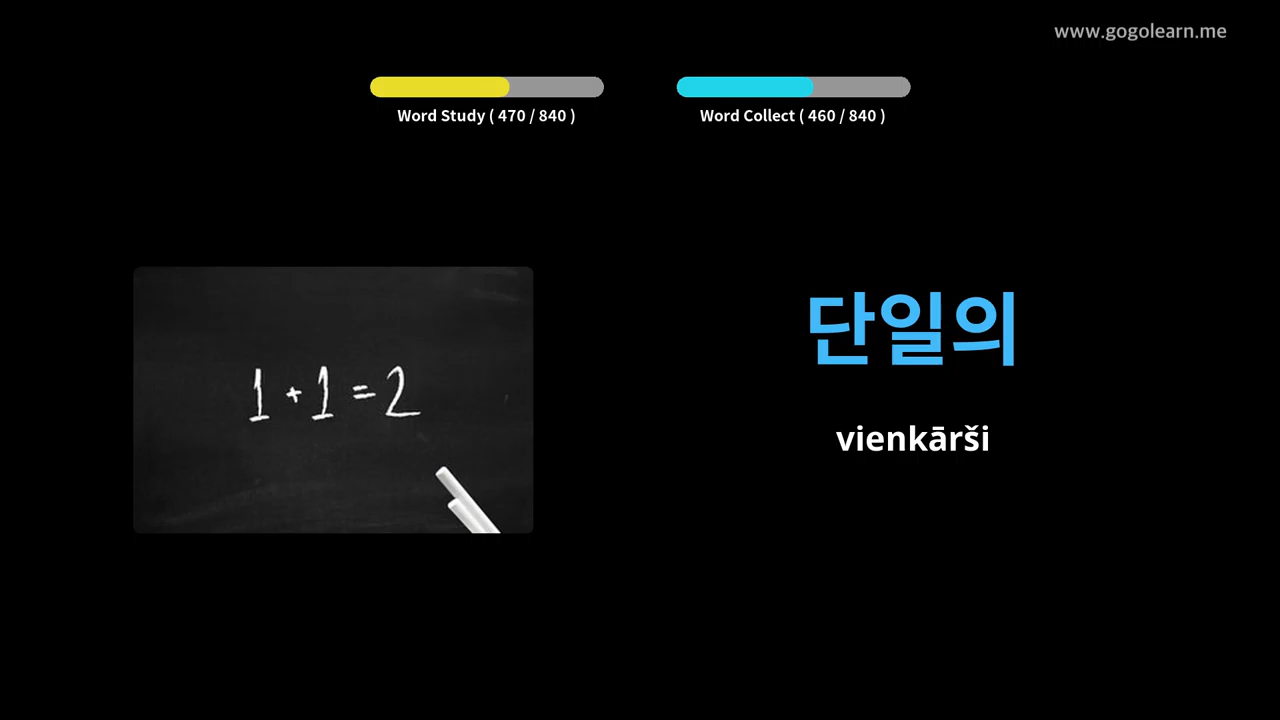 www.gogolearn.me
Word Study ( 470 / 840 )
Word Collect ( 460 / 840 )
1 + 1 = 2
단일의
vienkārši